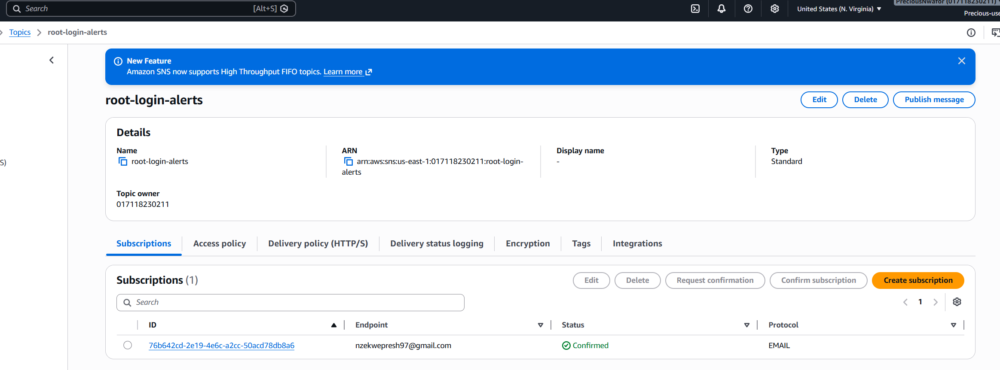 PreciousNwafor (017118230211)
Search [Alt+S] United States (N. Virginia)
Precious-use
Topics root-login-alerts
New Feature
Amazon SNS now supports High Throughput FIFO topics. Learn more
root-login-alerts Edit Delete Publish message
Details
Name ARN Display name Type
root-login-alerts arn:aws:sns:us-east-1:017118230211:root-login- - Standard
S) alerts
Topic owner
017118230211
Subscriptions Access policy Delivery policy (HTTP/S) Delivery status logging Encryption Tags Integrations
Subscriptions (1) Edit Delete Request confirmation Confirm subscription Create subscription
Search 1
ID Endpoint Status Protocol
76b642cd-2e19-4e6c-a2cc-50acd78db8a6 nzekwepresh97@gmail.com Confirmed EMAIL